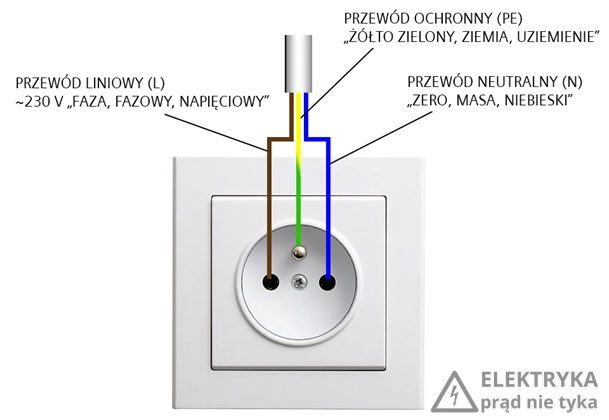 PRZEWÓD OCHRONNY (PE)
„ŻÓŁTO ZIELONY, ZIEMIA, UZIEMIENIE”
PRZEWÓD LINIOWY (L)
~230 V „FAZA, FAZOWY, NAPIĘCIOWY”
PRZEWÓD NEUTRALNY (N)
„ZERO, MASA, NIEBIESKI”
ELEKTRYKA
prąd nie tyka